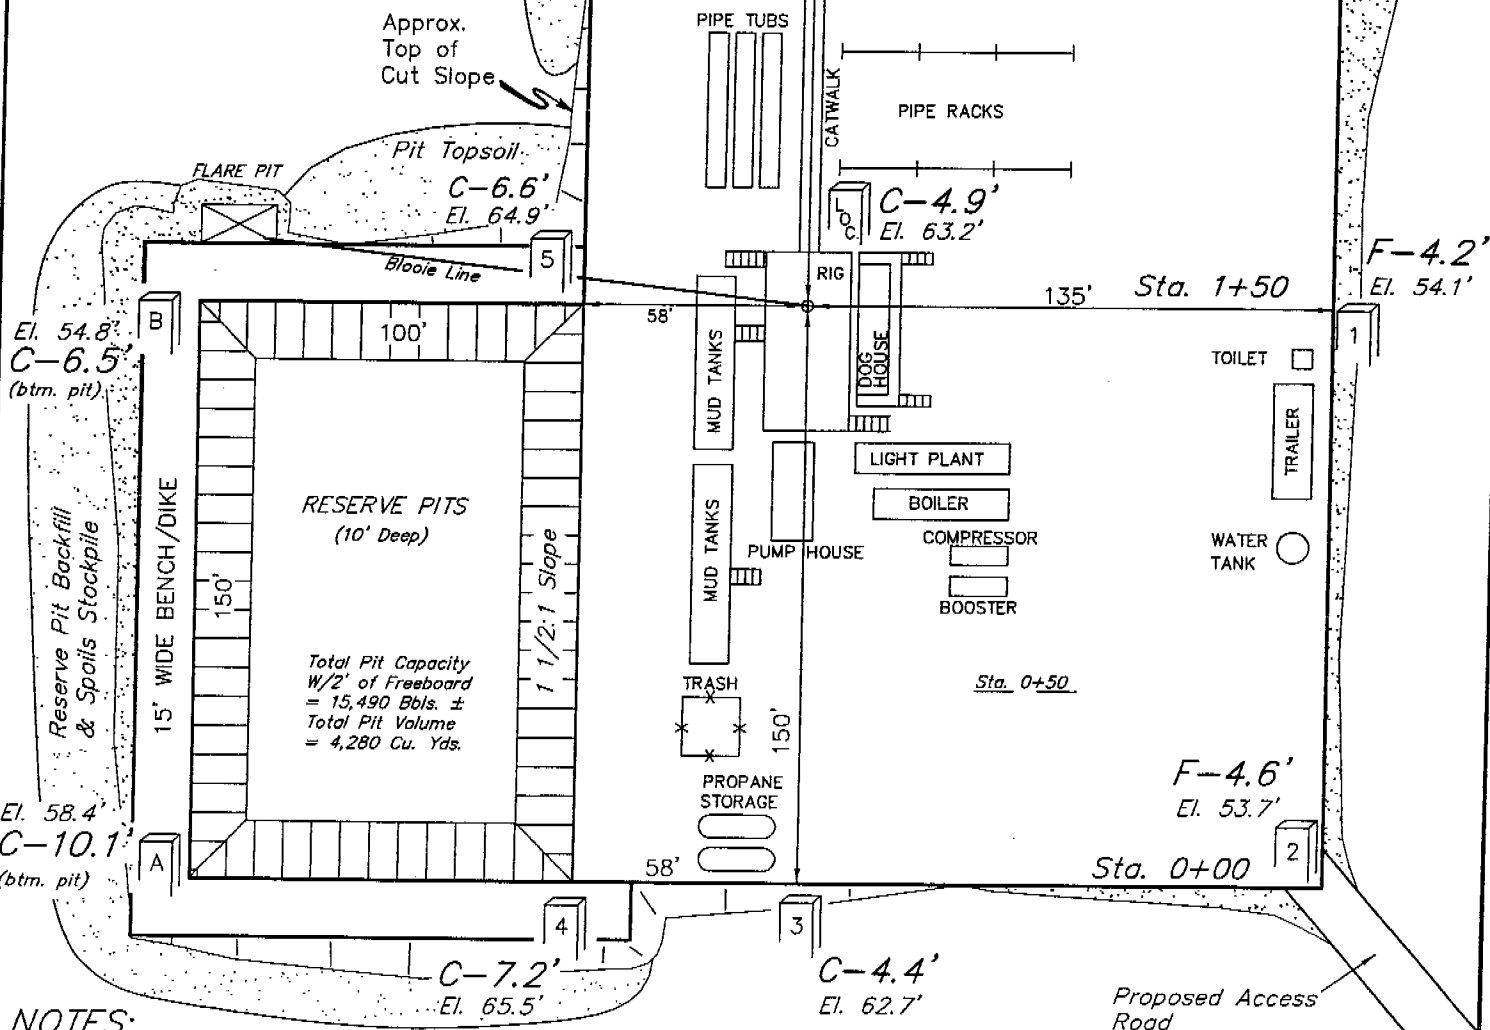 Approx.
Top of
Cut Slope
PIPE TUBS
CATWALK
PIPE RACKS
Pit Topsoil
FLARE PIT
C-6.6'
El. 64.9'
LOC.
C-4.9'
El. 63.2'
5
Blooie Line
RIG
F-4.2'
El. 54.1'
Sta. 1+50
135'
58'
B
El. 54.8'
C-6.5'
(btm. pit)
100'
1
MUD TANKS
DOG
HOUSE
TOILET
TRAILER
LIGHT PLANT
BOILER
RESERVE PITS
(10' Deep)
MUD TANKS
PUMP HOUSE
COMPRESSOR
BOOSTER
WATER
TANK
Reserve Pit Backfill
& Spoils Stockpile
15' WIDE BENCH/DIKE
150'
1 1/2:1 Slope
Total Pit Capacity
W/2' of Freeboard
= 15,490 Bbls. ±
Total Pit Volume
= 4,280 Cu. Yds.
TRASH
Sta. 0+50
150'
PROPANE
STORAGE
F-4.6'
El. 53.7'
El. 58.4'
C-10.1'
(btm. pit)
A
58'
Sta. 0+00
2
4
3
C-7.2'
El. 65.5'
C-4.4'
El. 62.7'
Proposed Access
Road
NOTES: